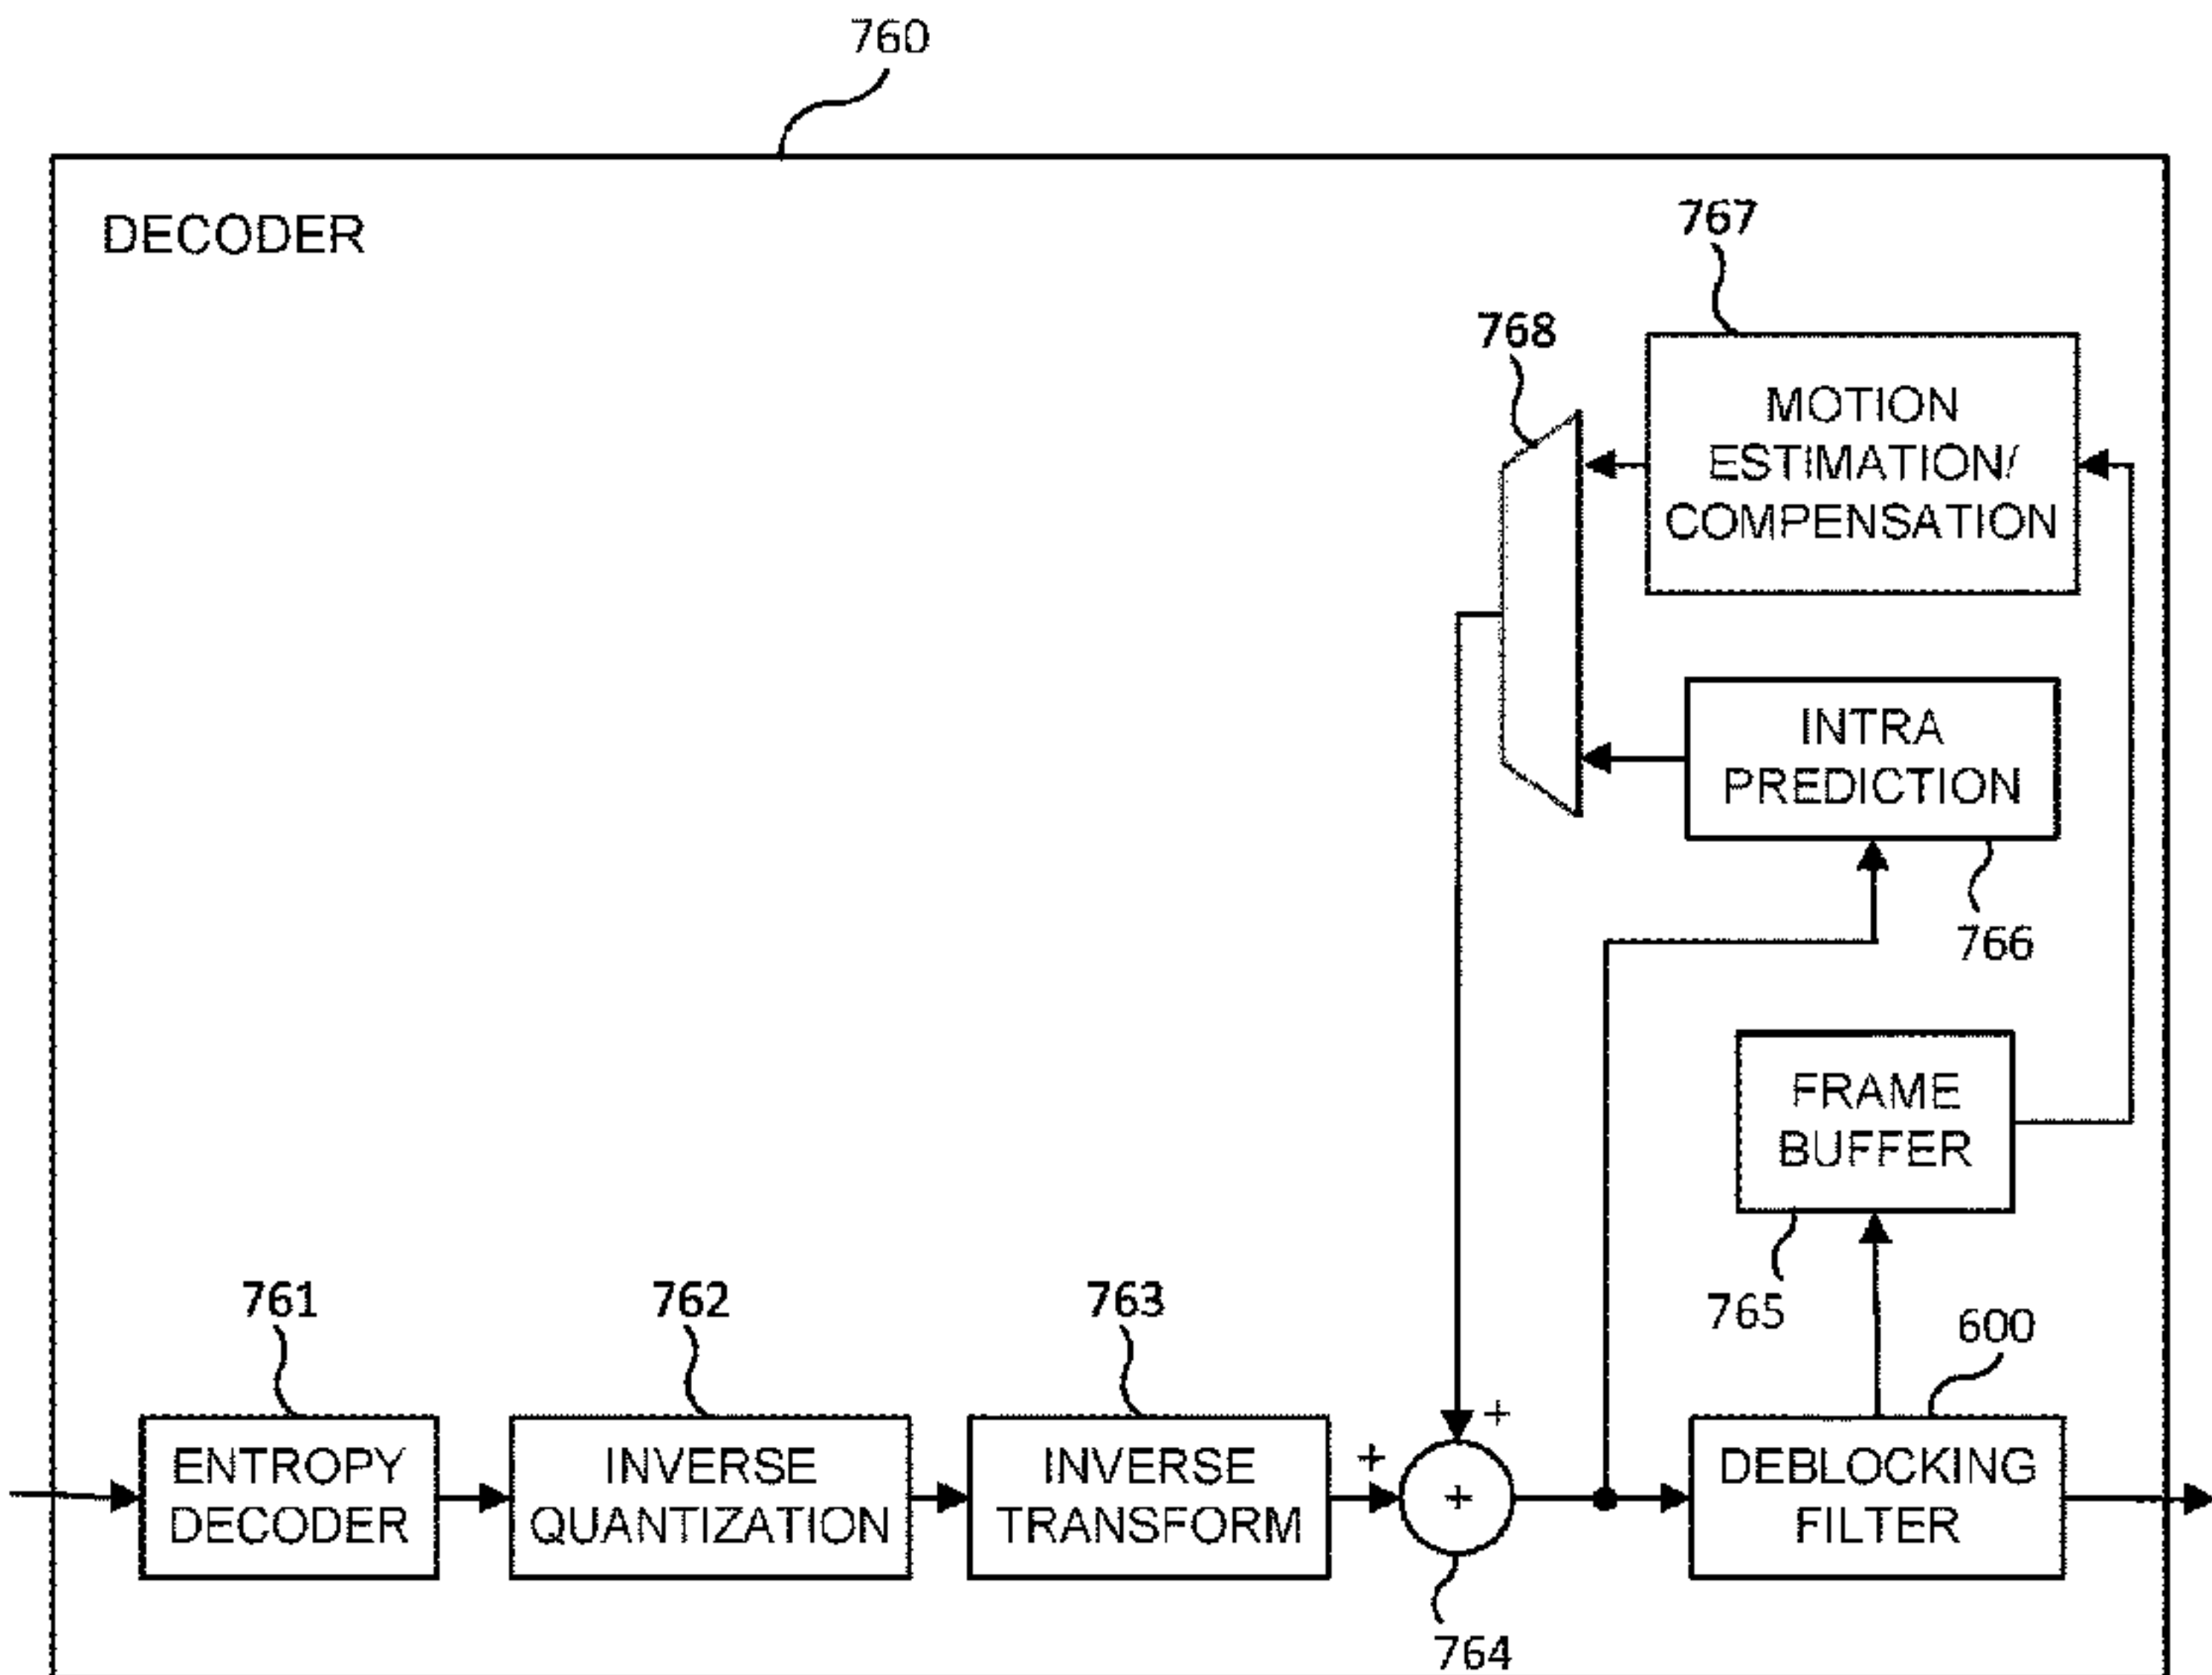 760
DECODER
767
768
MOTION
ESTIMATION/
COMPENSATION
INTRA
PREDICTION
766
FRAME
BUFFER
765
600
761
762
763
+
+
ENTROPY
DECODER
INVERSE
QUANTIZATION
INVERSE
TRANSFORM
+
DEBLOCKING
FILTER
764